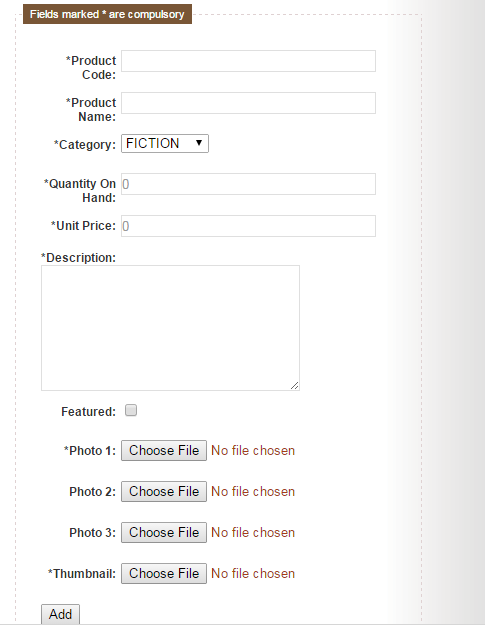 Fields marked * are compulsory
*Product
Code:
*Product
Name:
*Category: FICTION
*Quantity On
Hand: 0
*Unit Price: 0
*Description:
Featured:
*Photo 1: Choose File No file chosen
Photo 2: Choose File No file chosen
Photo 3: Choose File No file chosen
*Thumbnail: Choose File No file chosen
Add